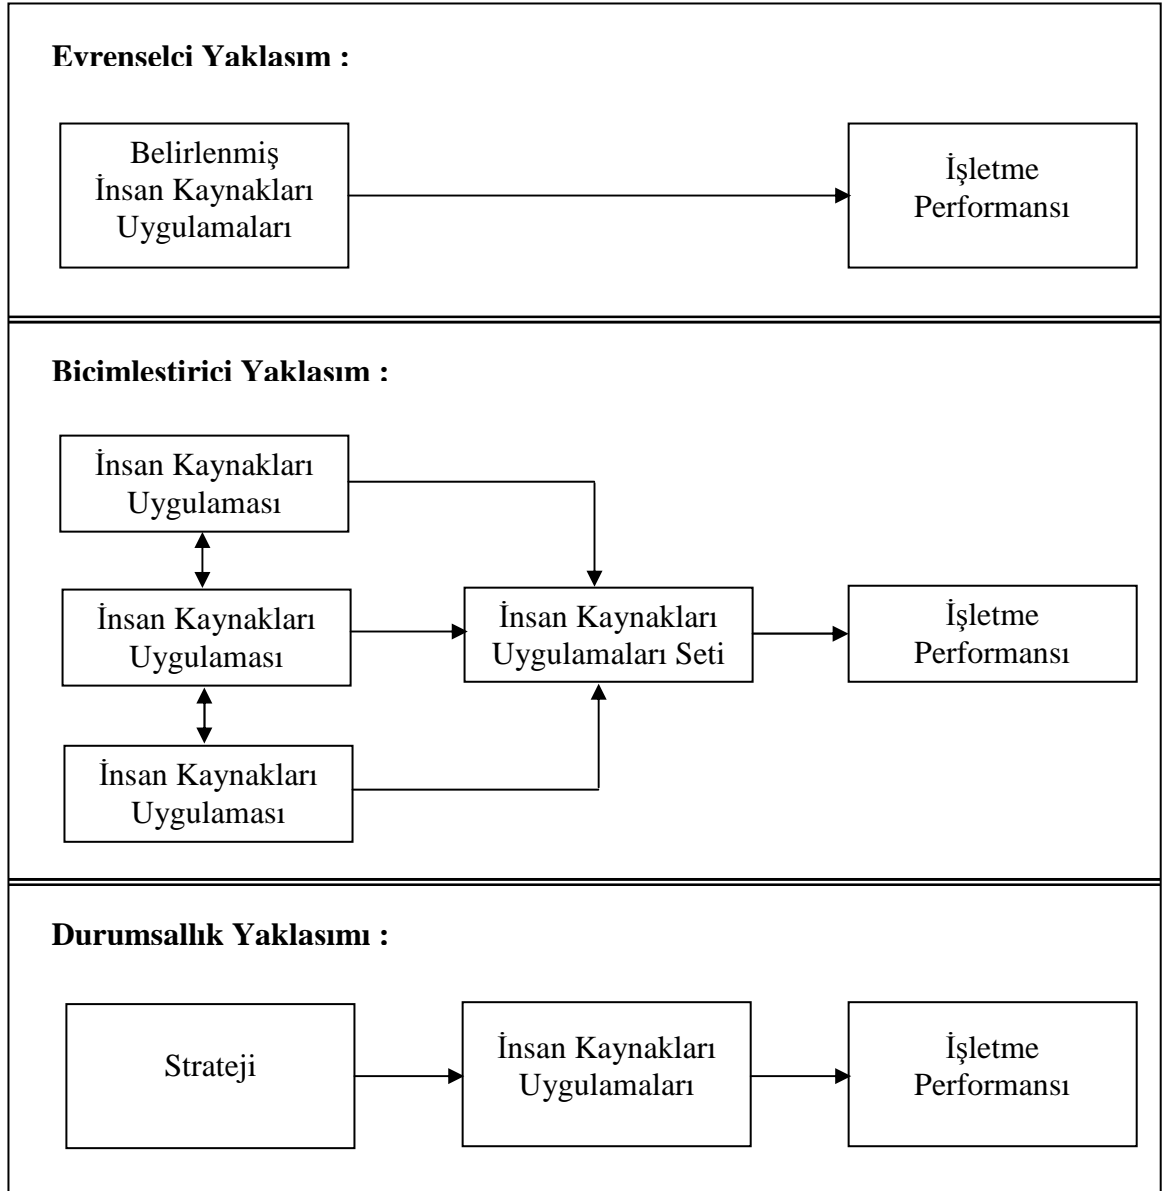 Evrenselci Yaklasım :
Belirlenmiş
İnsan Kaynakları
Uygulamaları
İşletme
Performansı
Bicimlestirici Yaklasım :
İnsan Kaynakları
Uygulaması
İnsan Kaynakları
Uygulaması
İnsan Kaynakları
Uygulaması
İnsan Kaynakları
Uygulamaları Seti
İşletme
Performansı
Durumsallık Yaklasımı :
Strateji
İnsan Kaynakları
Uygulamaları
İşletme
Performansı